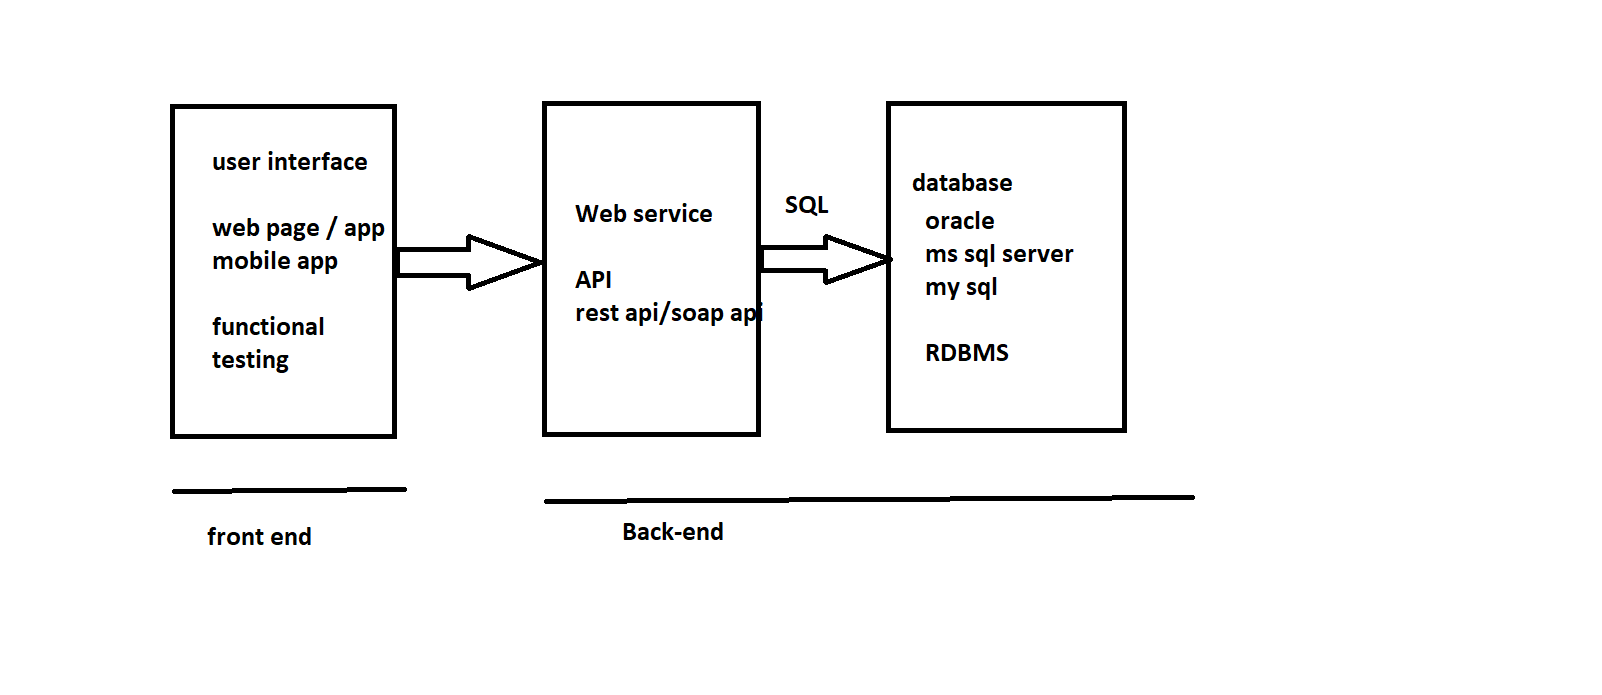 user interface
web page / app
mobile app
functional
testing
Web service
API
rest api/soap api
SQL
database
oracle
ms sql server
my sql
RDBMS
front end
Back-end